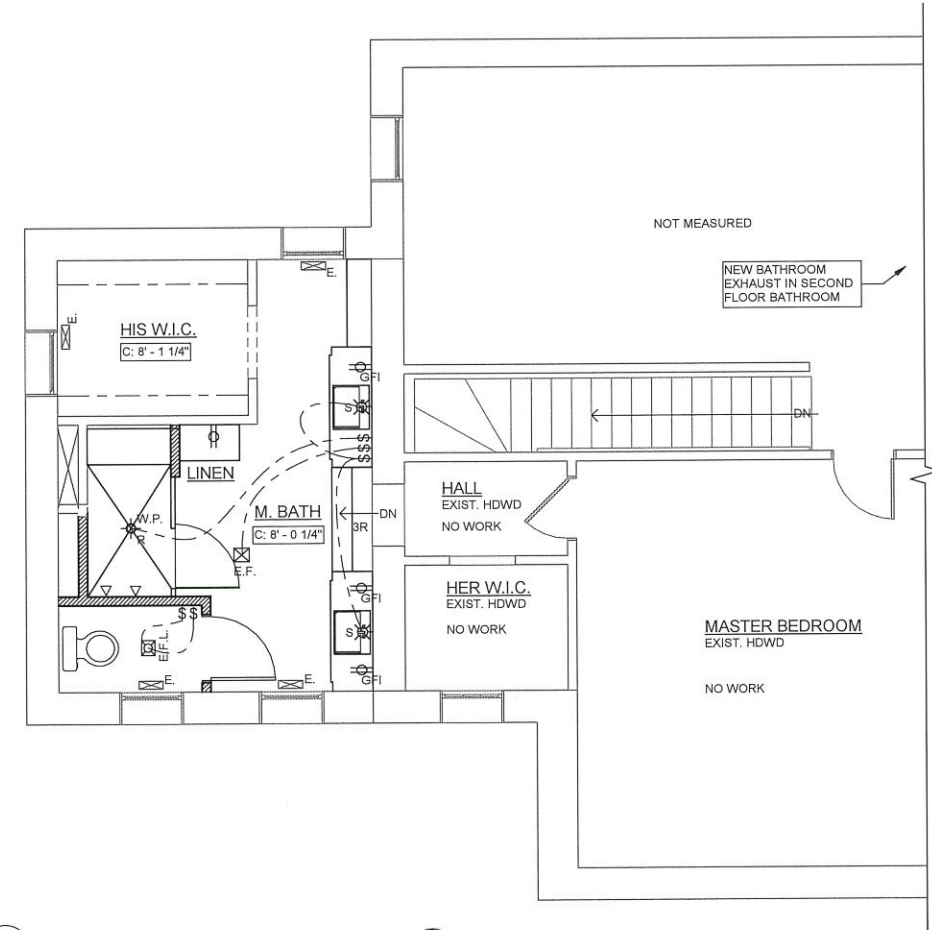 NOT MEASURED
NEW BATHROOM
EXHAUST IN SECOND
FLOOR BATHROOM
E.
E.
HIS W.I.C.
C: 8' - 1 1/4"
GFI
S
DN
$$$
LINEN
HALL
EXIST. HDWD
NO WORK
M. BATH
C: 8' - 0 1/4"
DN
3R
W.P.
R
E.F.
GFI
HER W.I.C.
EXIST. HDWD
NO WORK
$$
S
E.F.L.
MASTER BEDROOM
EXIST. HDWD
NO WORK
E.
E.
GFI